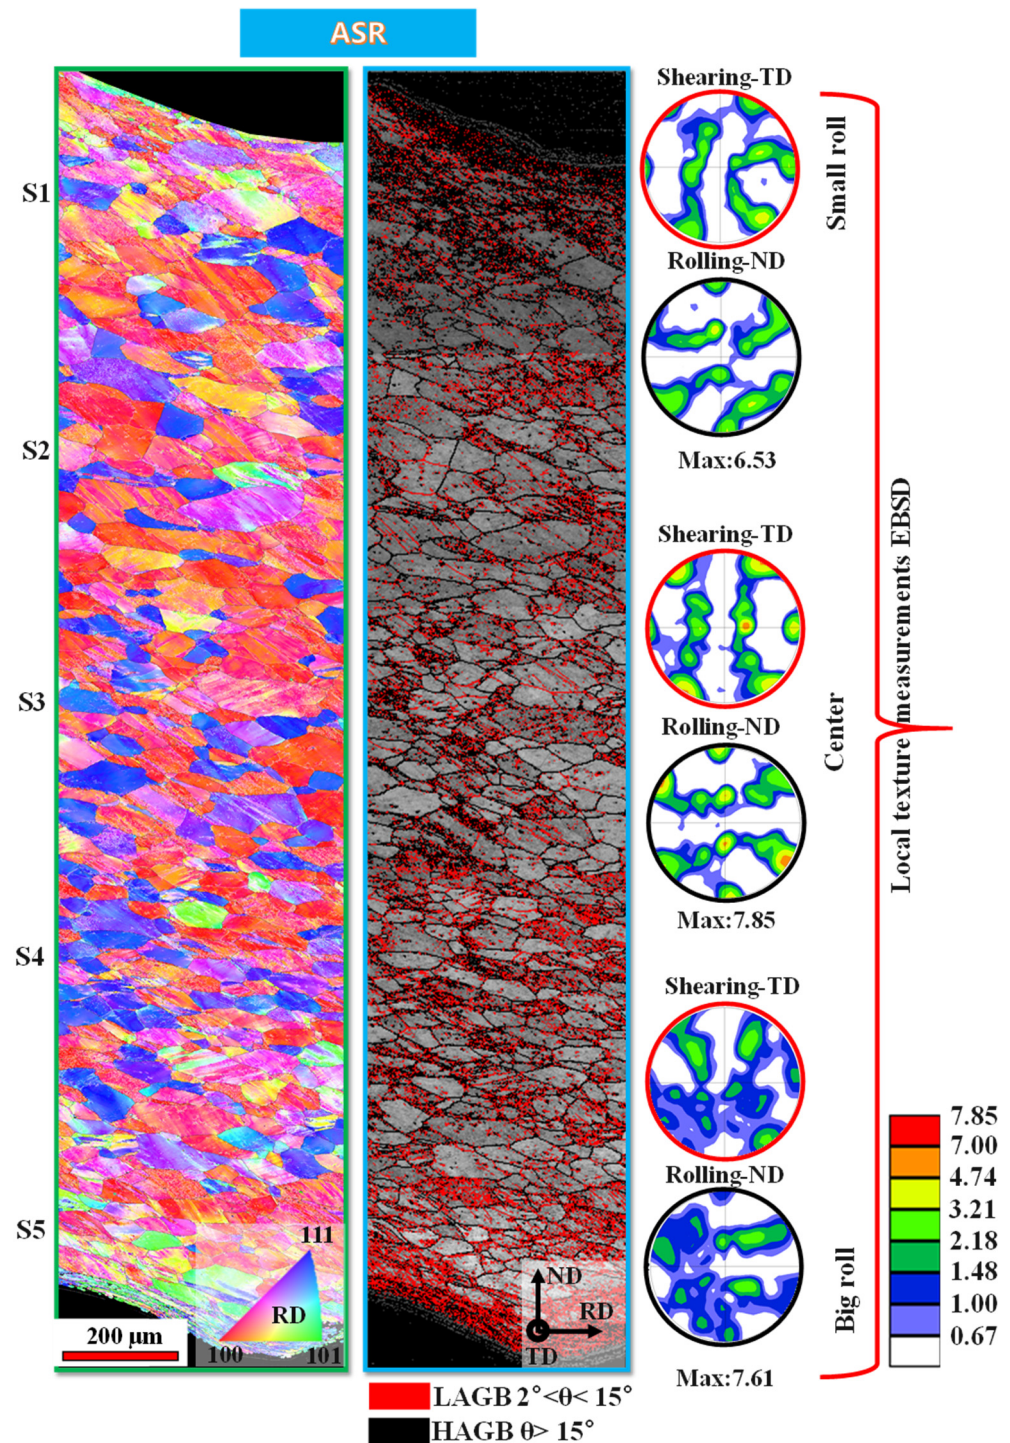 ASR
Shearing-TD
S1
Small roll
Rolling-ND
S2
Max:6.53
Shearing-TD
S3
Rolling-ND
Center
Local texture measurements EBSD
Max:7.85
S4
Shearing-TD
7.85
7.00
4.74
3.21
2.18
1.48
1.00
0.67
Rolling-ND
S5
111
RD
100
101
200 μm
ND
RD
TD
Big roll
Max:7.61
LAGB 2°<θ< 15°
HAGB θ> 15°